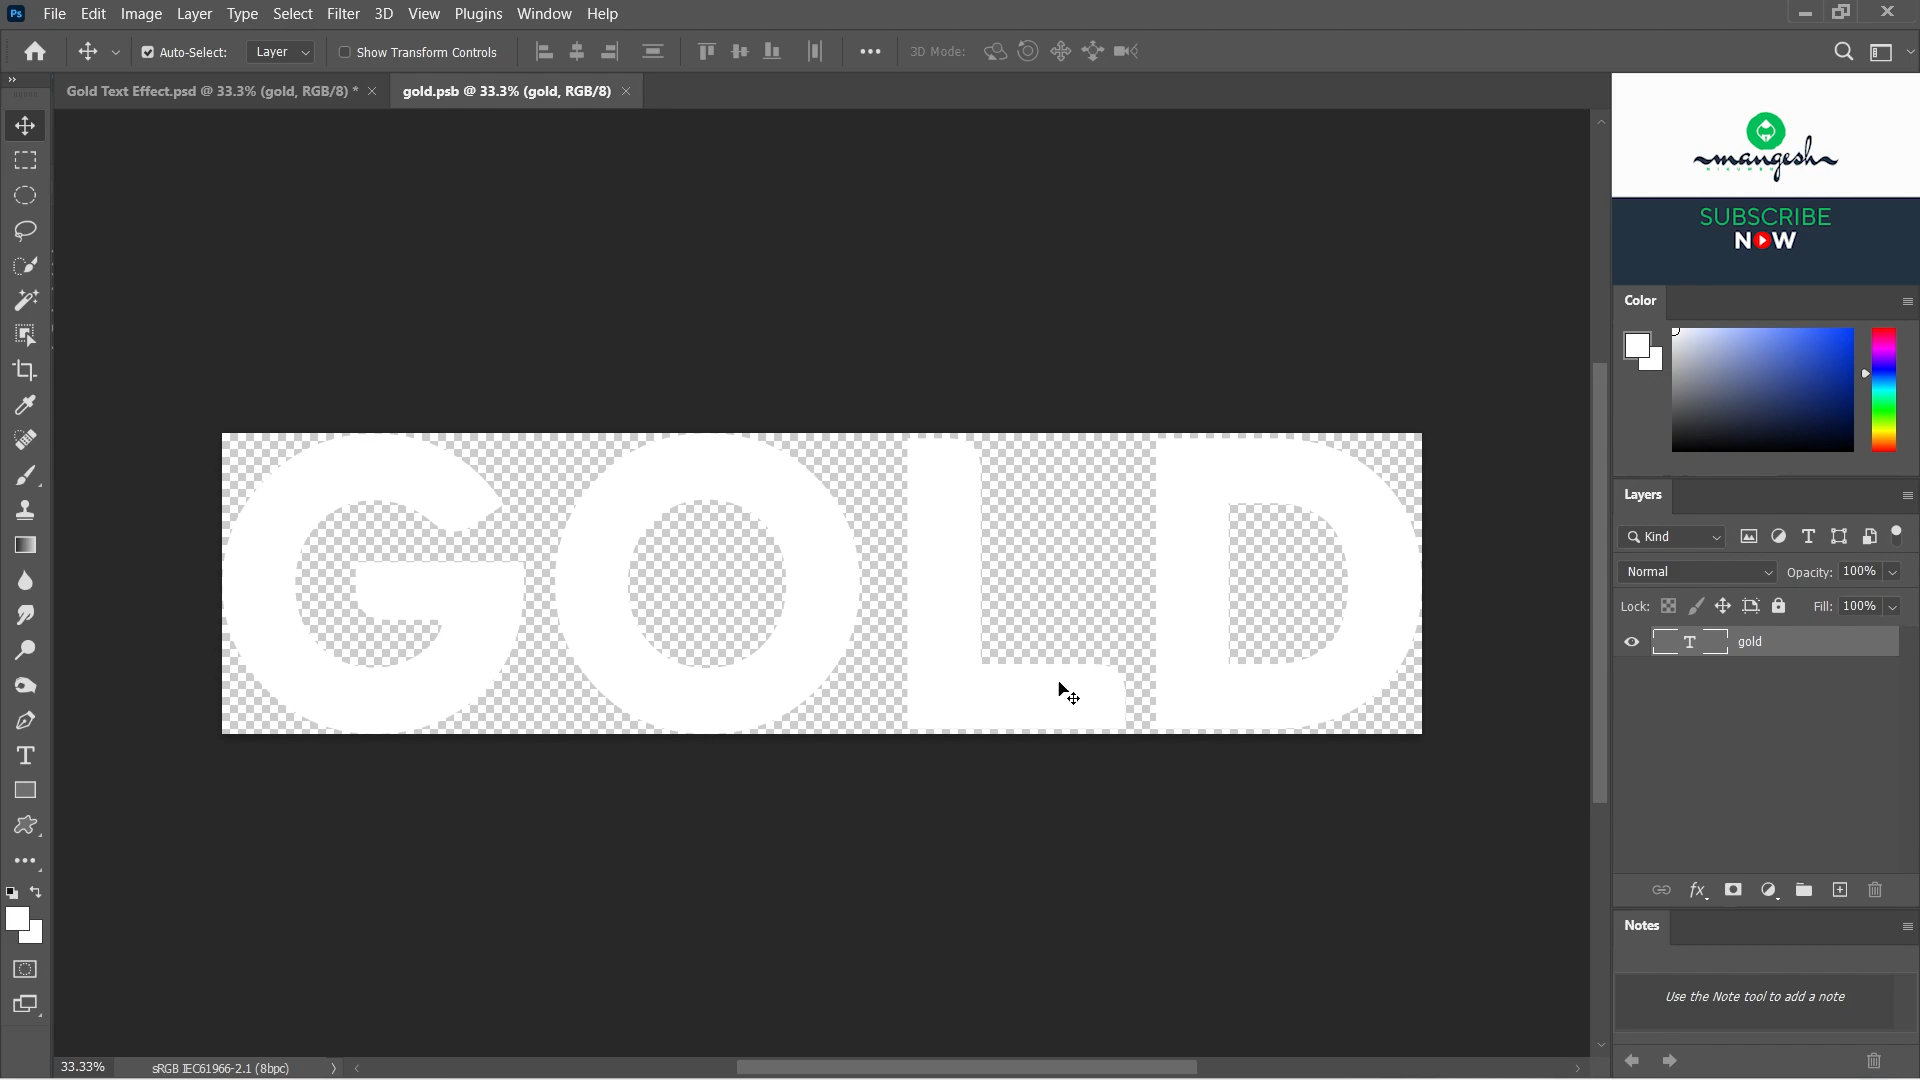 Ps File Edit Image Layer Type Select Filter 3D View Plugins Window Help
Auto-Select: Layer Show Transform Controls 3D Mode:
Gold Text Effect.psd @ 33.3% (gold, RGB/8) * gold.psb @ 33.3% (gold, RGB/8)
mangesh
SUBSCRIBE
NOW
Color
GOLD
Layers
Kind
Normal Opacity: 100%
Lock: Fill: 100%
T gold
fx
Notes
Use the Note tool to add a note
33.33% sRGB IEC61966-2.1 (8bpc)